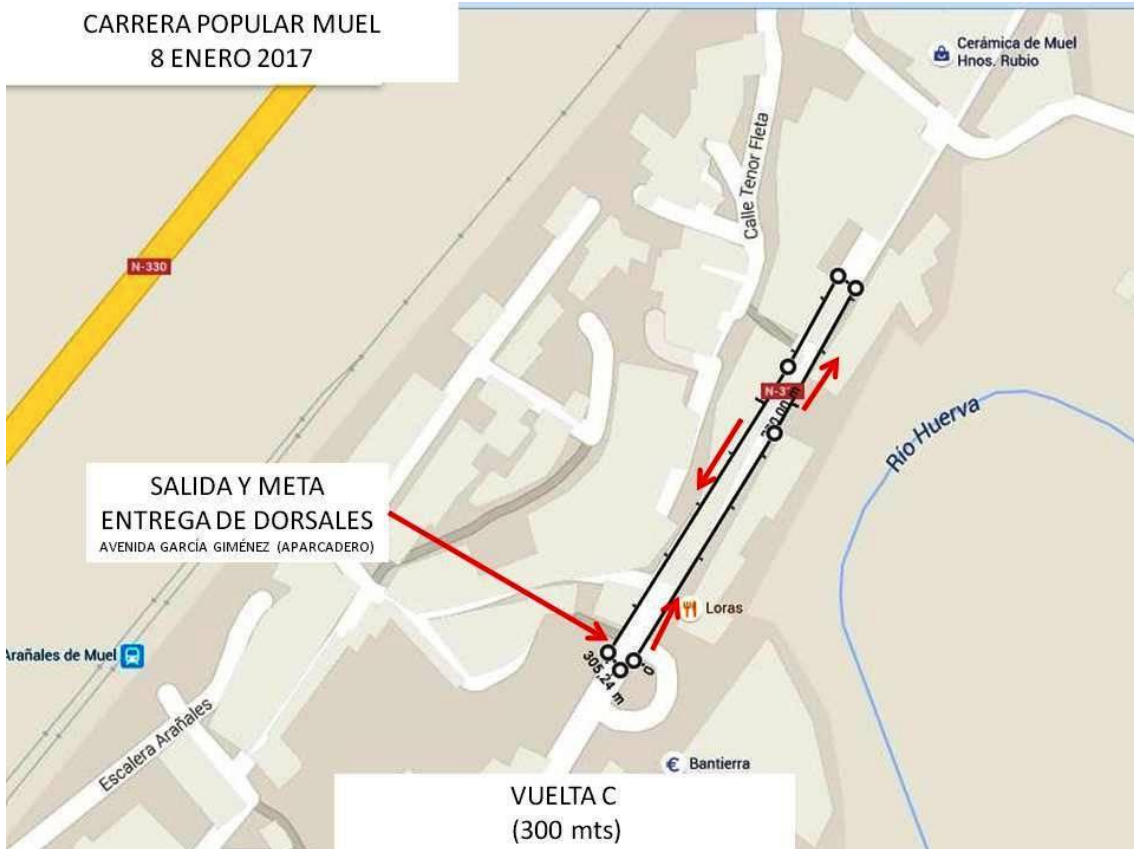 CARRERA POPULAR MUEL
8 ENERO 2017
Cerámica de Muel
Hnos. Rubio
Calle Tenor Fleta
N-330
Río Huerva
SALIDA Y META
ENTREGA DE DORSALES
AVENIDA GARCÍA GIMÉNEZ (APARCADERO)
Loras
Arañales de Muel
305,24 m
Escalera Arañales
€ Bantierra
VUELTA C
(300 mts)